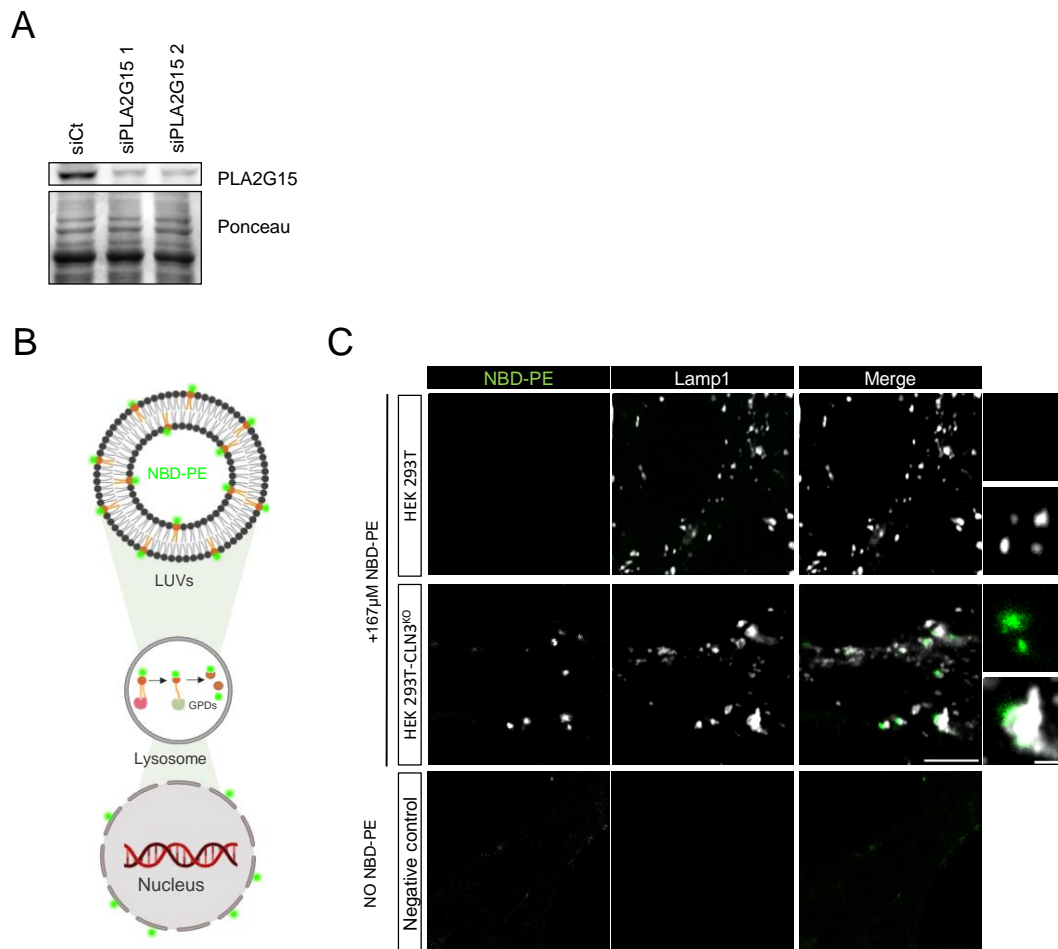 A
siCt
siPLA2G15 1
siPLA2G15 2
PLA2G15
Ponceau
B
NBD-PE
LUVs
GPDs
Lysosome
Nucleus
C
NBD-PE
Lamp1
Merge
+167µM NBD-PE
HEK 293T
HEK 293T-CLN3ᴷᴼ
NO NBD-PE
Negative control